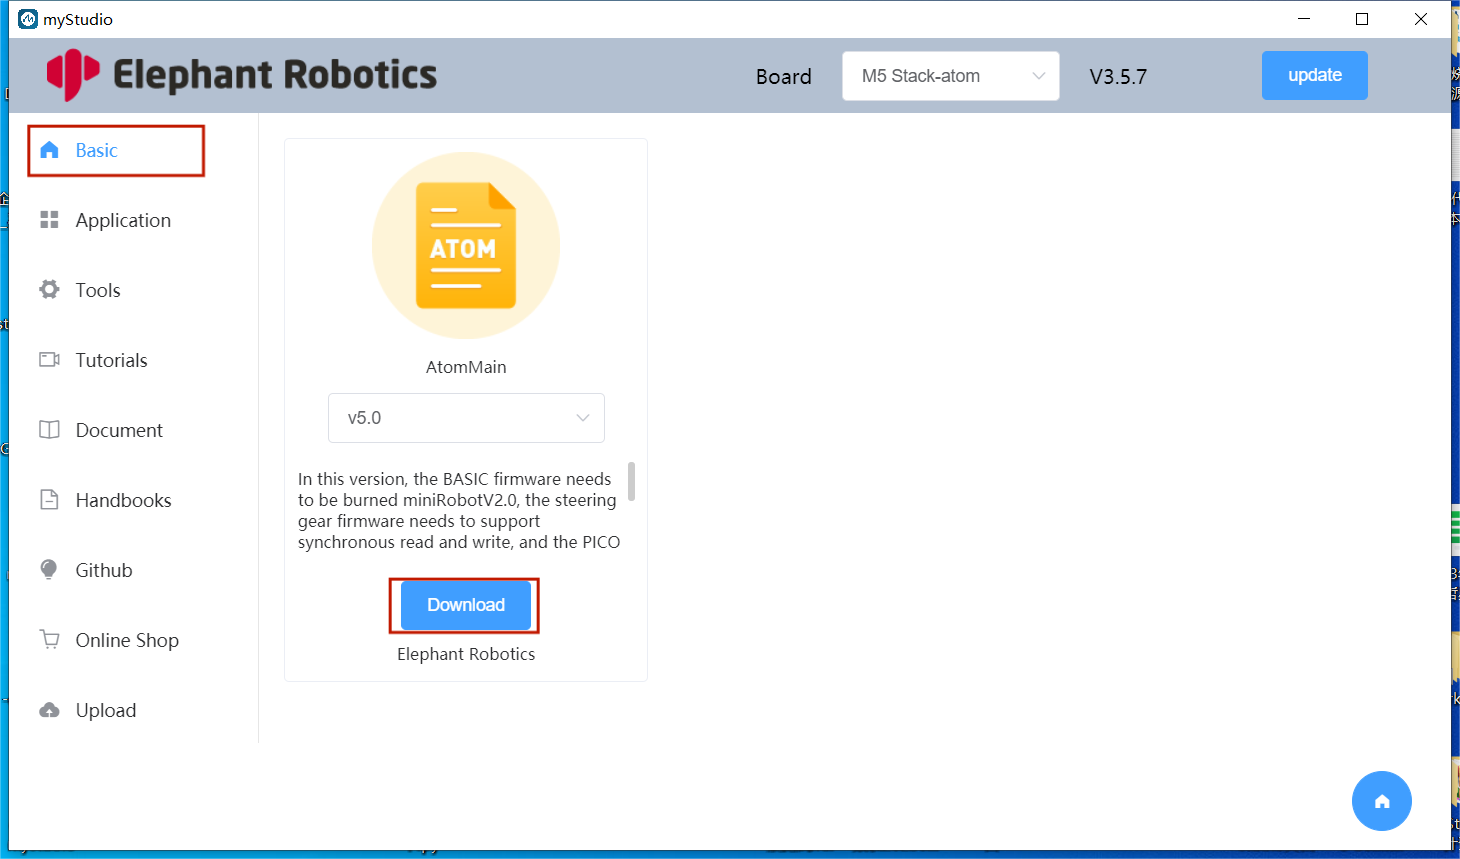 myStudio
Elephant Robotics
Board
M5 Stack-atom
V3.5.7
update
Basic
Application
Tools
Tutorials
Document
Handbooks
Github
Online Shop
Upload
ATOM
AtomMain
v5.0
In this version, the BASIC firmware needs
to be burned miniRobotV2.0, the steering
gear firmware needs to support
synchronous read and write, and the PICO
Download
Elephant Robotics